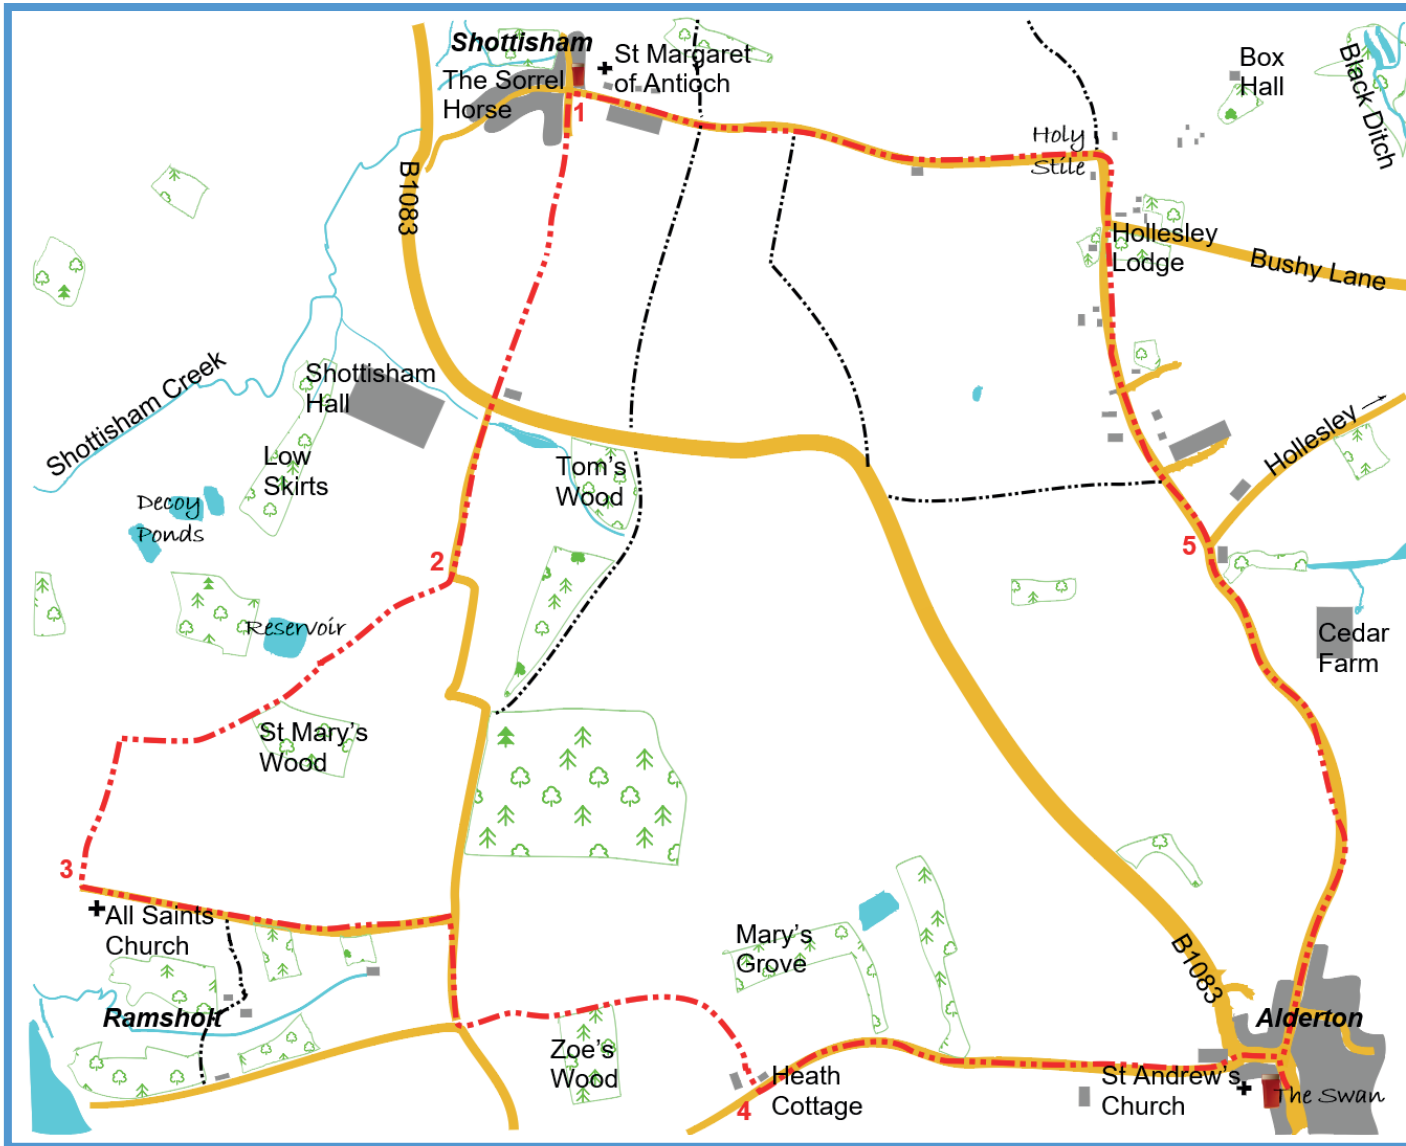 Shottisham
St Margaret
of Antioch
The Sorrel
Horse
1
Box
Hall
Black Ditch
Holy
Stile
B1083
Hollesley
Lodge
Bushy Lane
Shottisham Creek
Shottisham
Hall
Low
Skirts
Tom's
Wood
Hollesley
Decoy
Ponds
2
5
Reservoir
Cedar
Farm
St Mary's
Wood
3
All Saints
Church
Mary's
Grove
B1083
Ramsholt
Alderton
Zoe's
Wood
Heath
Cottage
4
St Andrew's
Church
The Swan